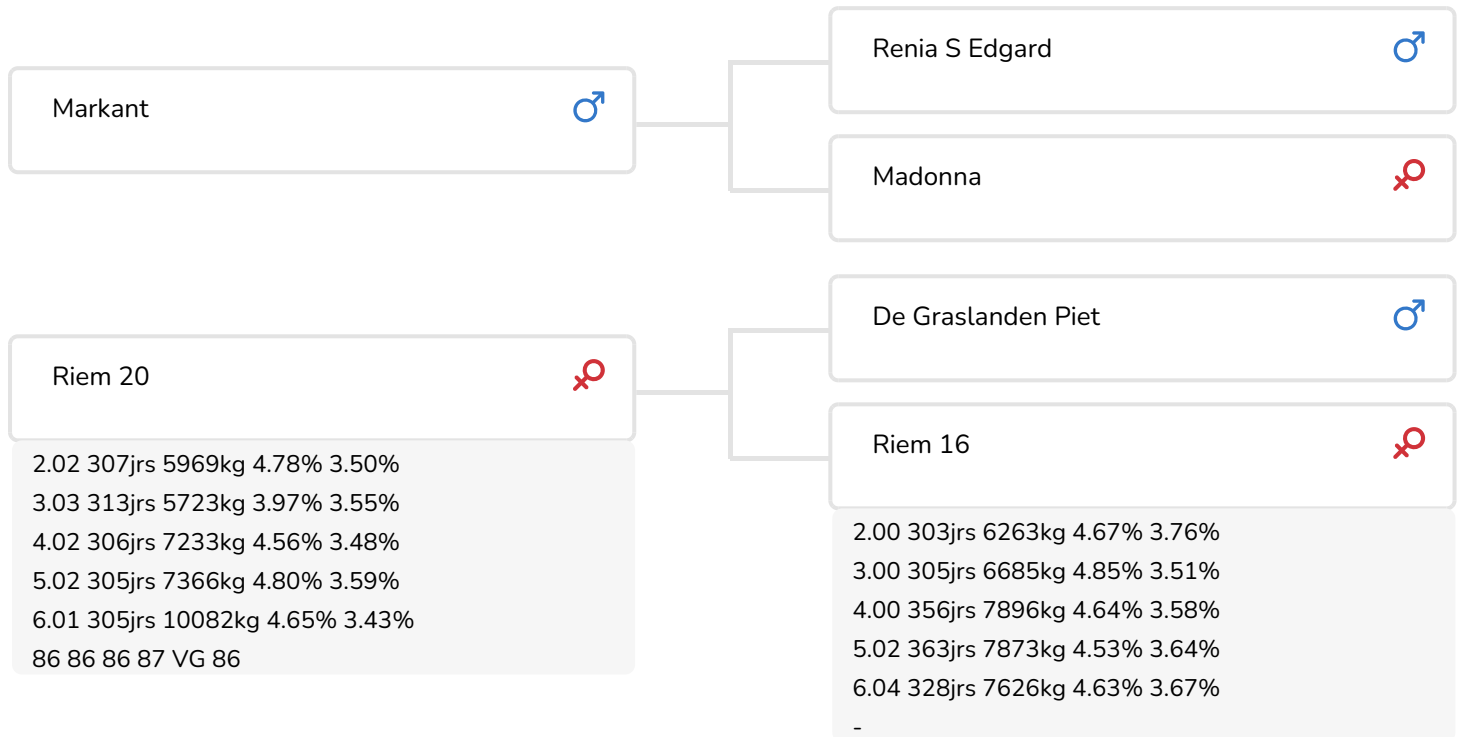 Markant
Renia S Edgard
Madonna
Riem 20
2.02 307jrs 5969kg 4.78% 3.50%
3.03 313jrs 5723kg 3.97% 3.55%
4.02 306jrs 7233kg 4.56% 3.48%
5.02 305jrs 7366kg 4.80% 3.59%
6.01 305jrs 10082kg 4.65% 3.43%
86 86 86 87 VG 86
De Graslanden Piet
Riem 16
2.00 303jrs 6263kg 4.67% 3.76%
3.00 305jrs 6685kg 4.85% 3.51%
4.00 356jrs 7896kg 4.64% 3.58%
5.02 363jrs 7873kg 4.53% 3.64%
6.04 328jrs 7626kg 4.63% 3.67%
-